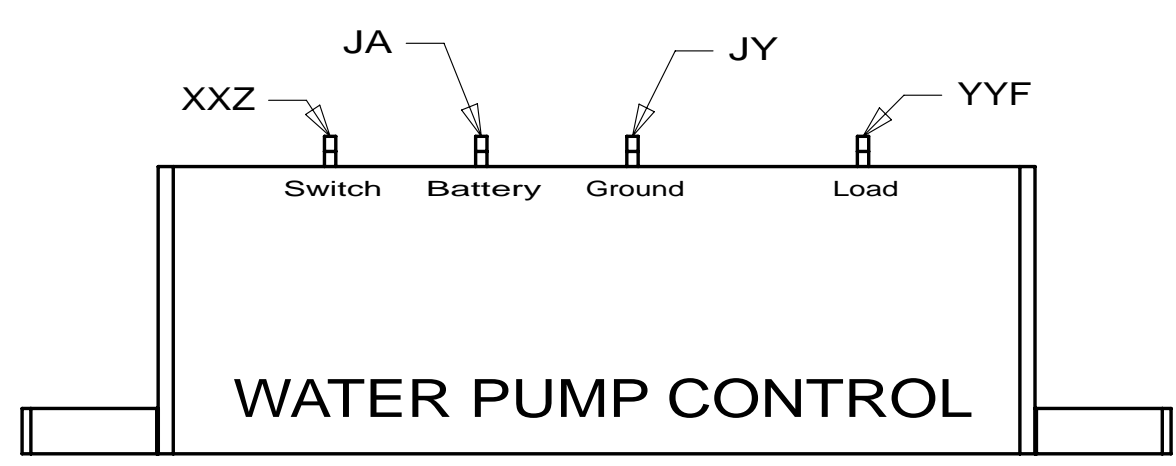 JA JY
XXZ YYF
Switch Battery Ground Load
WATER PUMP CONTROL